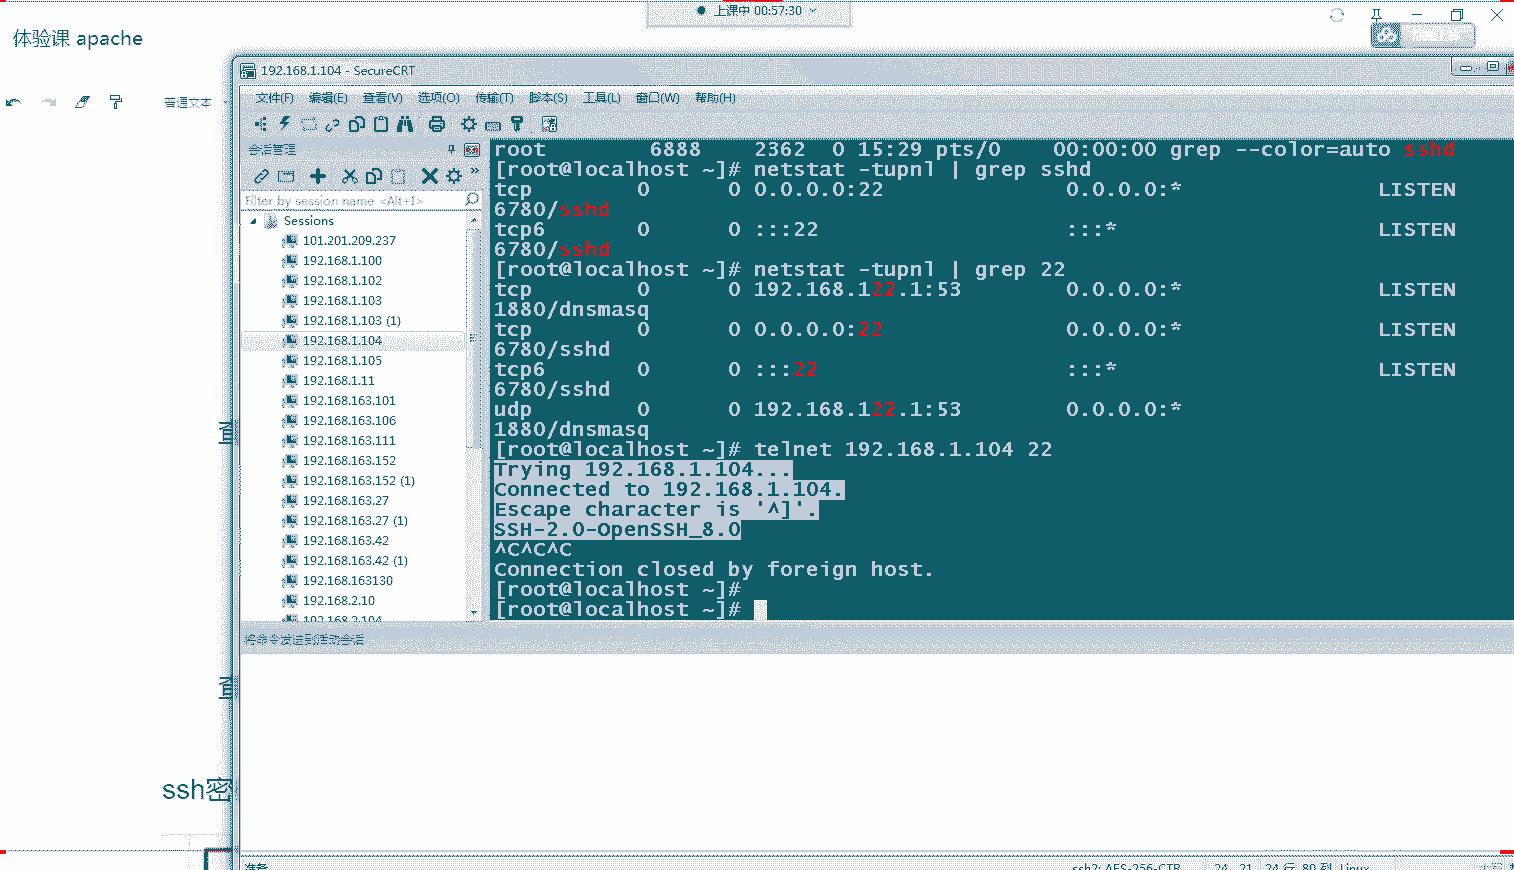 上课中 00:57:30
体验课 apache
192.168.1.104 - SecureCRT
文件(F) 编辑(E) 查看(V) 选项(O) 传输(T) 脚本(S) 工具(L) 窗口(W) 帮助(H)
普通文本
会话管理
Filter by session name <Alt+I>
Sessions
101.201.209.237
192.168.1.100
192.168.1.102
192.168.1.103
192.168.1.103 (1)
192.168.1.104
192.168.1.105
192.168.1.11
192.168.163.101
192.168.163.106
192.168.163.111
192.168.163.152
192.168.163.152 (1)
192.168.163.27
192.168.163.27 (1)
192.168.163.42
192.168.163.42 (1)
192.168.163130
192.168.2.10
192.168.2.104
root 6888 2362 0 15:29 pts/0 00:00:00 grep --color=auto sshd
[root@localhost ~]# netstat -tupnl | grep sshd
tcp 0 0 0.0.0.0:22 0.0.0.0:* LISTEN
6780/sshd
tcp6 0 0 :::22 :::* LISTEN
6780/sshd
[root@localhost ~]# netstat -tupnl | grep 22
tcp 0 0 192.168.122.1:53 0.0.0.0:* LISTEN
1880/dnsmasq
tcp 0 0 0.0.0.0:22 0.0.0.0:* LISTEN
6780/sshd
tcp6 0 0 :::22 :::* LISTEN
6780/sshd
udp 0 0 192.168.122.1:53 0.0.0.0:*
1880/dnsmasq
[root@localhost ~]# telnet 192.168.1.104 22
Trying 192.168.1.104...
Connected to 192.168.1.104.
Escape character is '^]'.
SSH-2.0-OpenSSH_8.0
^C^C^C
Connection closed by foreign host.
[root@localhost ~]#
[root@localhost ~]#
将命令发送到活动会话
ssh密
准备
ssh2: AES-256-CTR 24, 21 24 行, 80 列 Linux